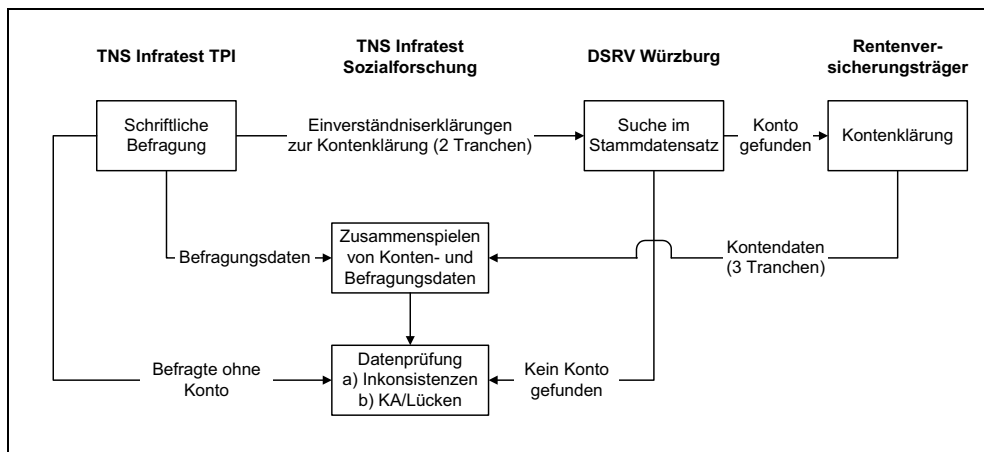 TNS Infratest TPI
TNS Infratest
Sozialforschung
DSRV Würzburg
Rentenver-
sicherungsträger
Schriftliche
Befragung
Einverständniserklärungen
zur Kontenklärung (2 Tranchen)
Suche im
Stammdatensatz
Konto
gefunden
Kontenklärung
Befragungsdaten
Zusammenspielen
von Konten- und
Befragungsdaten
Kontendaten
(3 Tranchen)
Befragte ohne
Konto
Datenprüfung
a) Inkonsistenzen
b) KA/Lücken
Kein Konto
gefunden